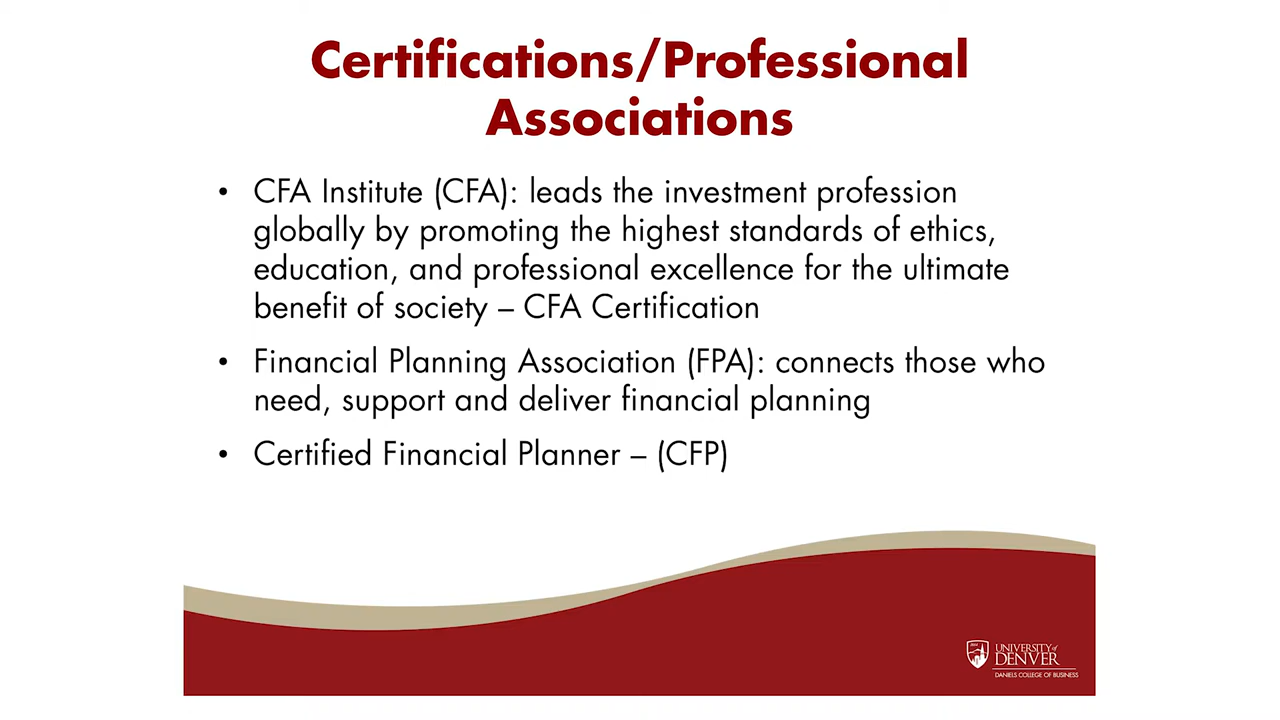 Certifications/Professional
Associations
• CFA Institute (CFA): leads the investment profession
globally by promoting the highest standards of ethics,
education, and professional excellence for the ultimate
benefit of society – CFA Certification
• Financial Planning Association (FPA): connects those who
need, support and deliver financial planning
• Certified Financial Planner – (CFP)
UNIVERSITY of
DENVER
DANIELS COLLEGE OF BUSINESS